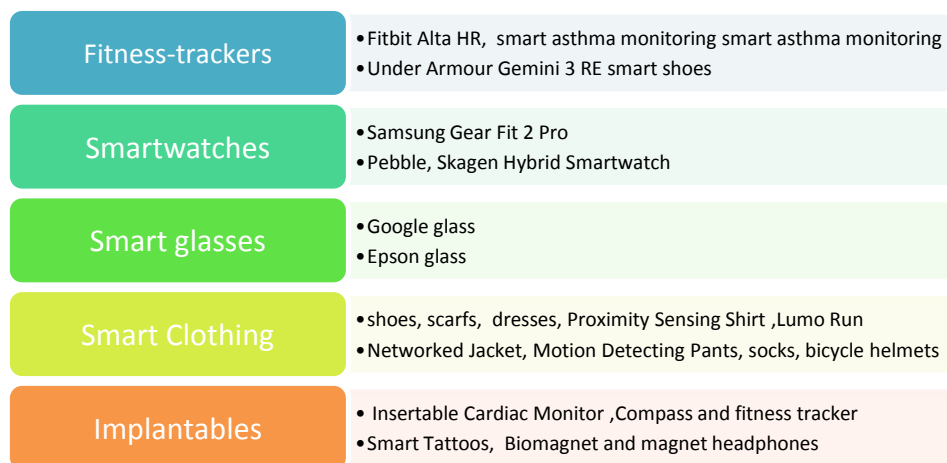 Fitness-trackers
•Fitbit Alta HR, smart asthma monitoring smart asthma monitoring
•Under Armour Gemini 3 RE smart shoes
Smartwatches
•Samsung Gear Fit 2 Pro
•Pebble, Skagen Hybrid Smartwatch
Smart glasses
•Google glass
•Epson glass
Smart Clothing
•shoes, scarfs, dresses, Proximity Sensing Shirt ,Lumo Run
•Networked Jacket, Motion Detecting Pants, socks, bicycle helmets
Implantables
• Insertable Cardiac Monitor ,Compass and fitness tracker
•Smart Tattoos, Biomagnet and magnet headphones